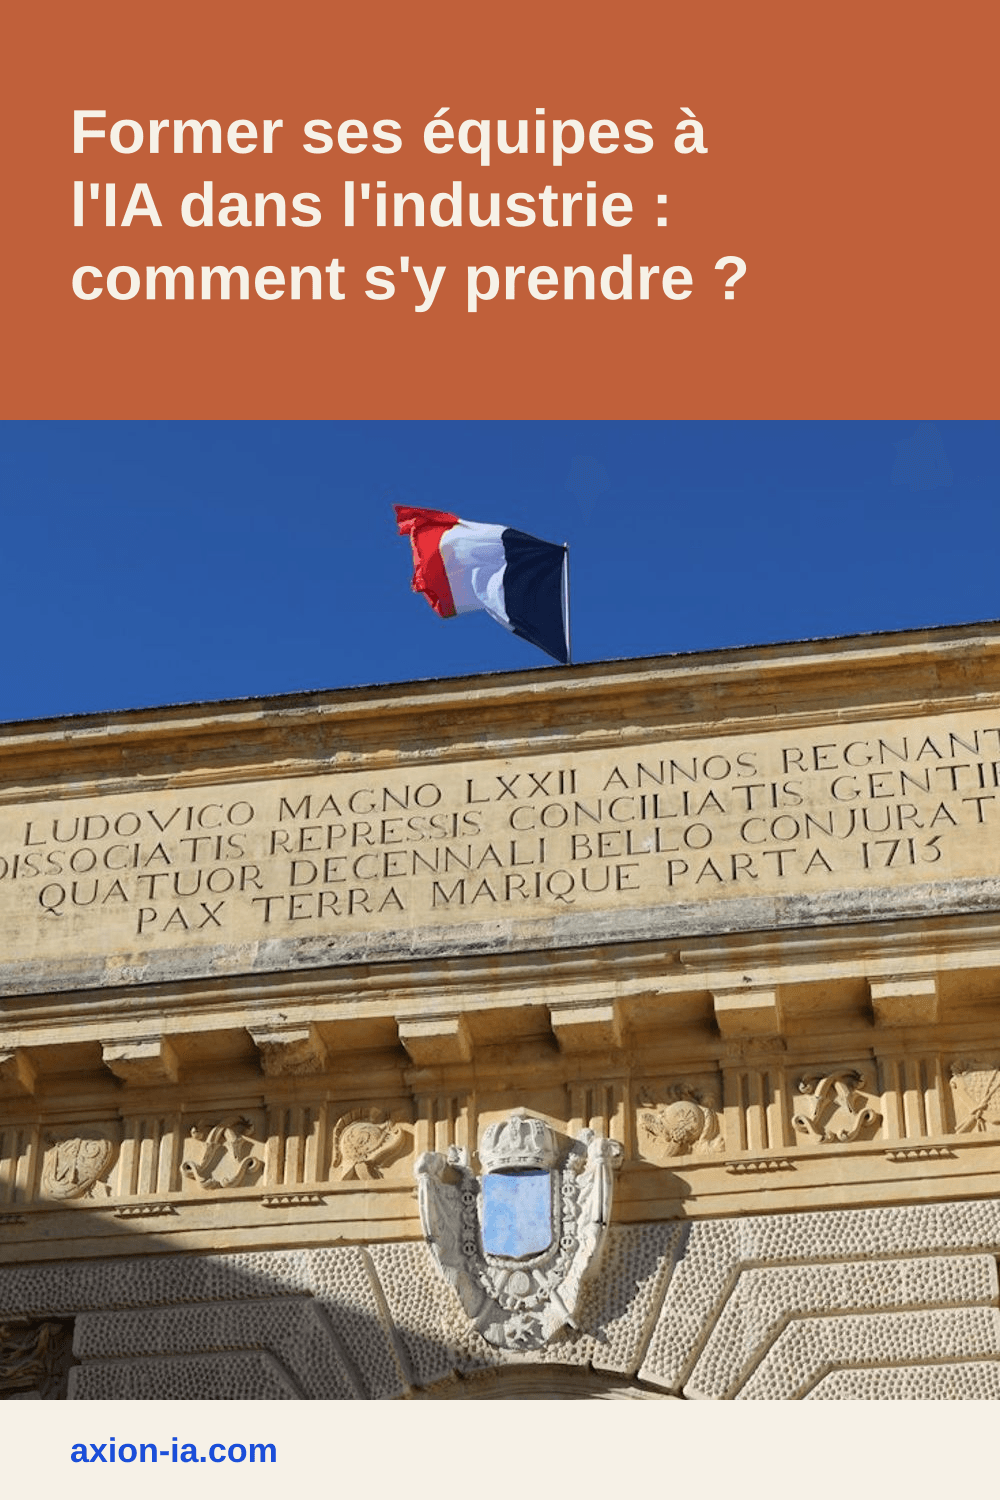 Former ses équipes à
l'IA dans l'industrie :
comment s'y prendre ?
LUDOVICO MAGNO LXXII ANNOS REGNANT
DISSOCIATIS REPRESSIS CONCILIATIS GENTI
QUATUOR DECENNALI BELLO CONJURAT
PAX TERRA MARIQUE PARTA 1715
axion-ia.com